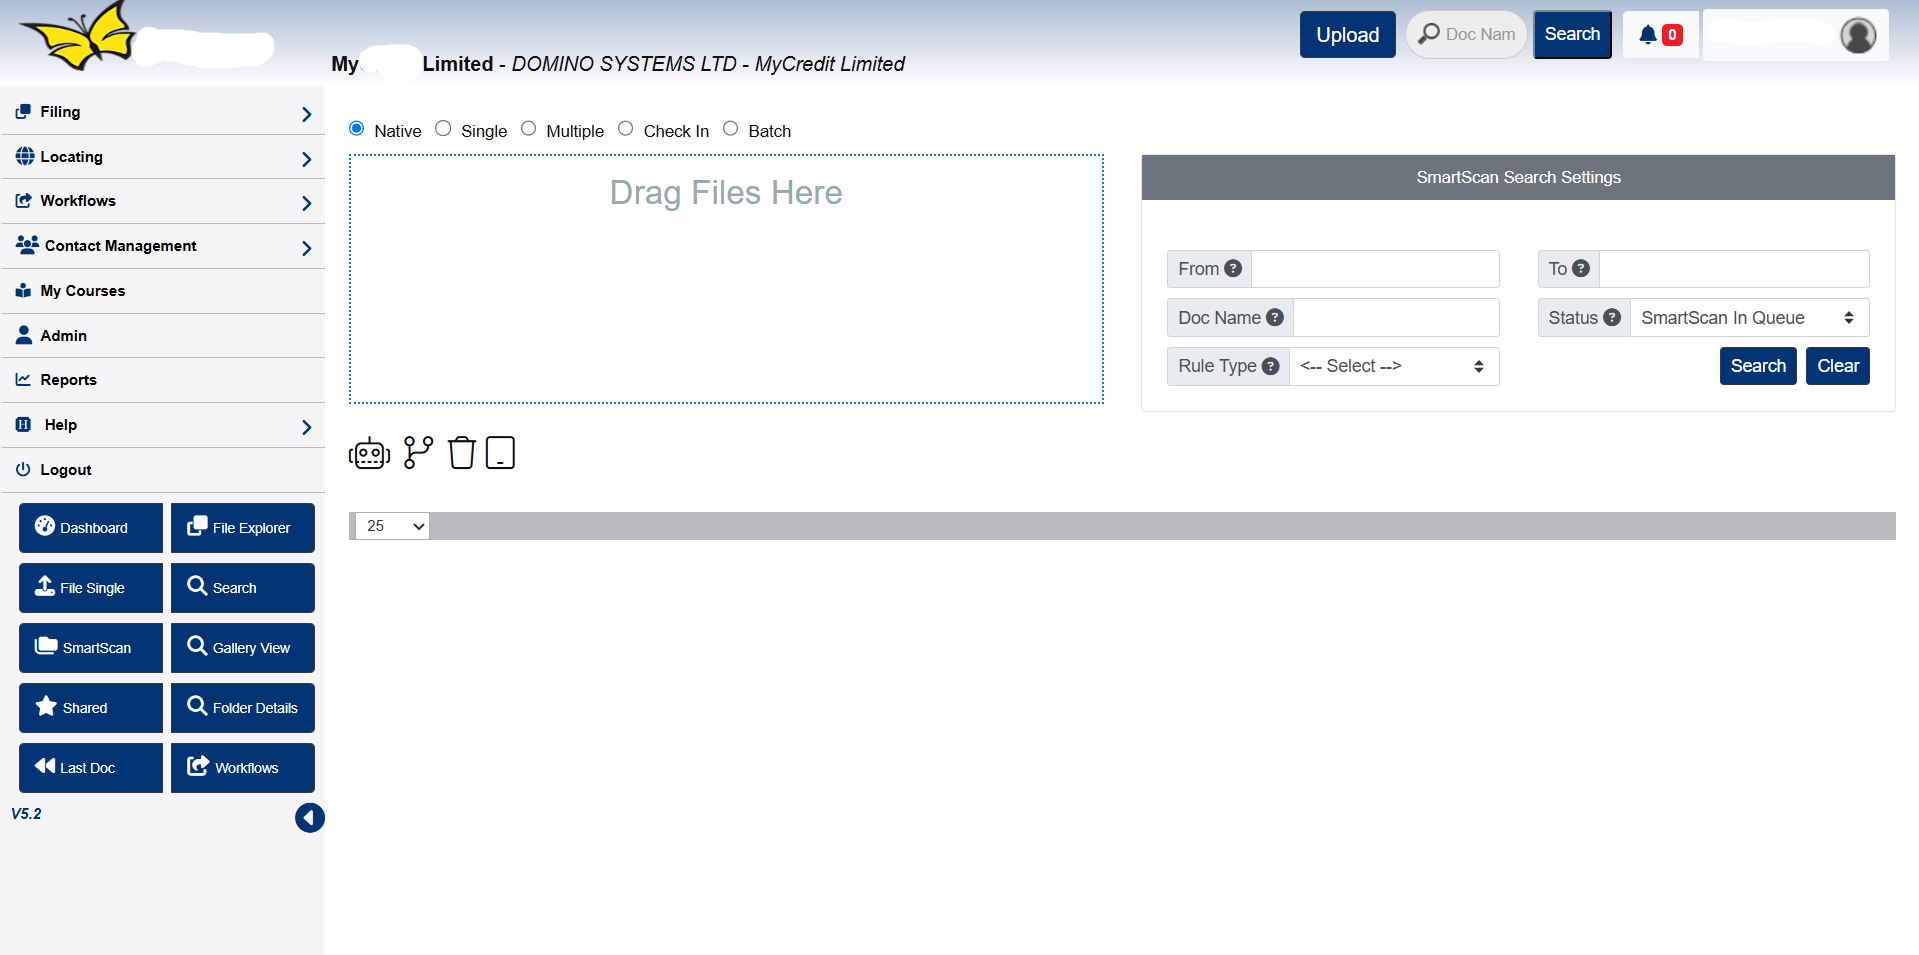 Upload
Doc Nam
Search
0
My Limited - DOMINO SYSTEMS LTD - MyCredit Limited
Filing
Locating
Workflows
Contact Management
My Courses
Admin
Reports
H Help
Logout
Dashboard
File Explorer
File Single
Search
SmartScan
Gallery View
Shared
Folder Details
Last Doc
Workflows
V5.2
Native Single Multiple Check In Batch
Drag Files Here
SmartScan Search Settings
From ?
To ?
Doc Name ?
Status ? SmartScan In Queue
Rule Type ? <-- Select -->
Search Clear
25